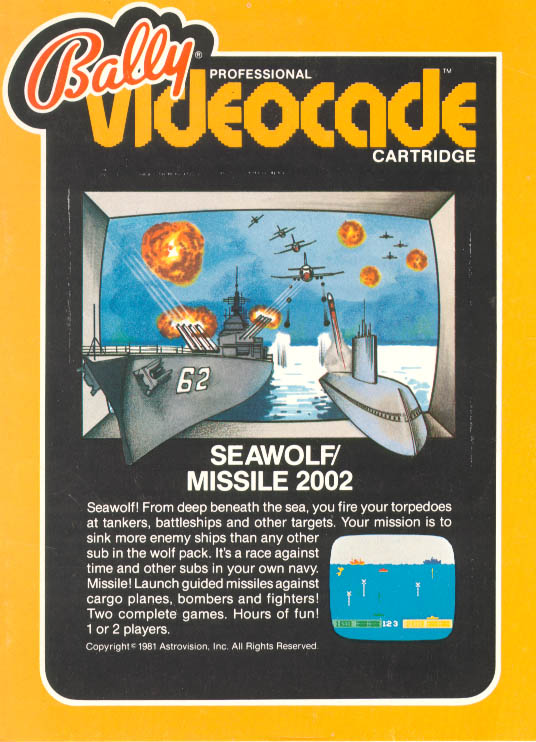 Bally®
PROFESSIONAL
Videocade™
CARTRIDGE
62
SEAWOLF/
MISSILE 2002
Seawolf! From deep beneath the sea, you fire your torpedoes
at tankers, battleships and other targets. Your mission is to
sink more enemy ships than any other
sub in the wolf pack. It's a race against
time and other subs in your own navy.
Missile! Launch guided missiles against
cargo planes, bombers and fighters!
Two complete games. Hours of fun!
1 or 2 players.
123
Copyright © 1981 Astrovision, Inc. All Rights Reserved.